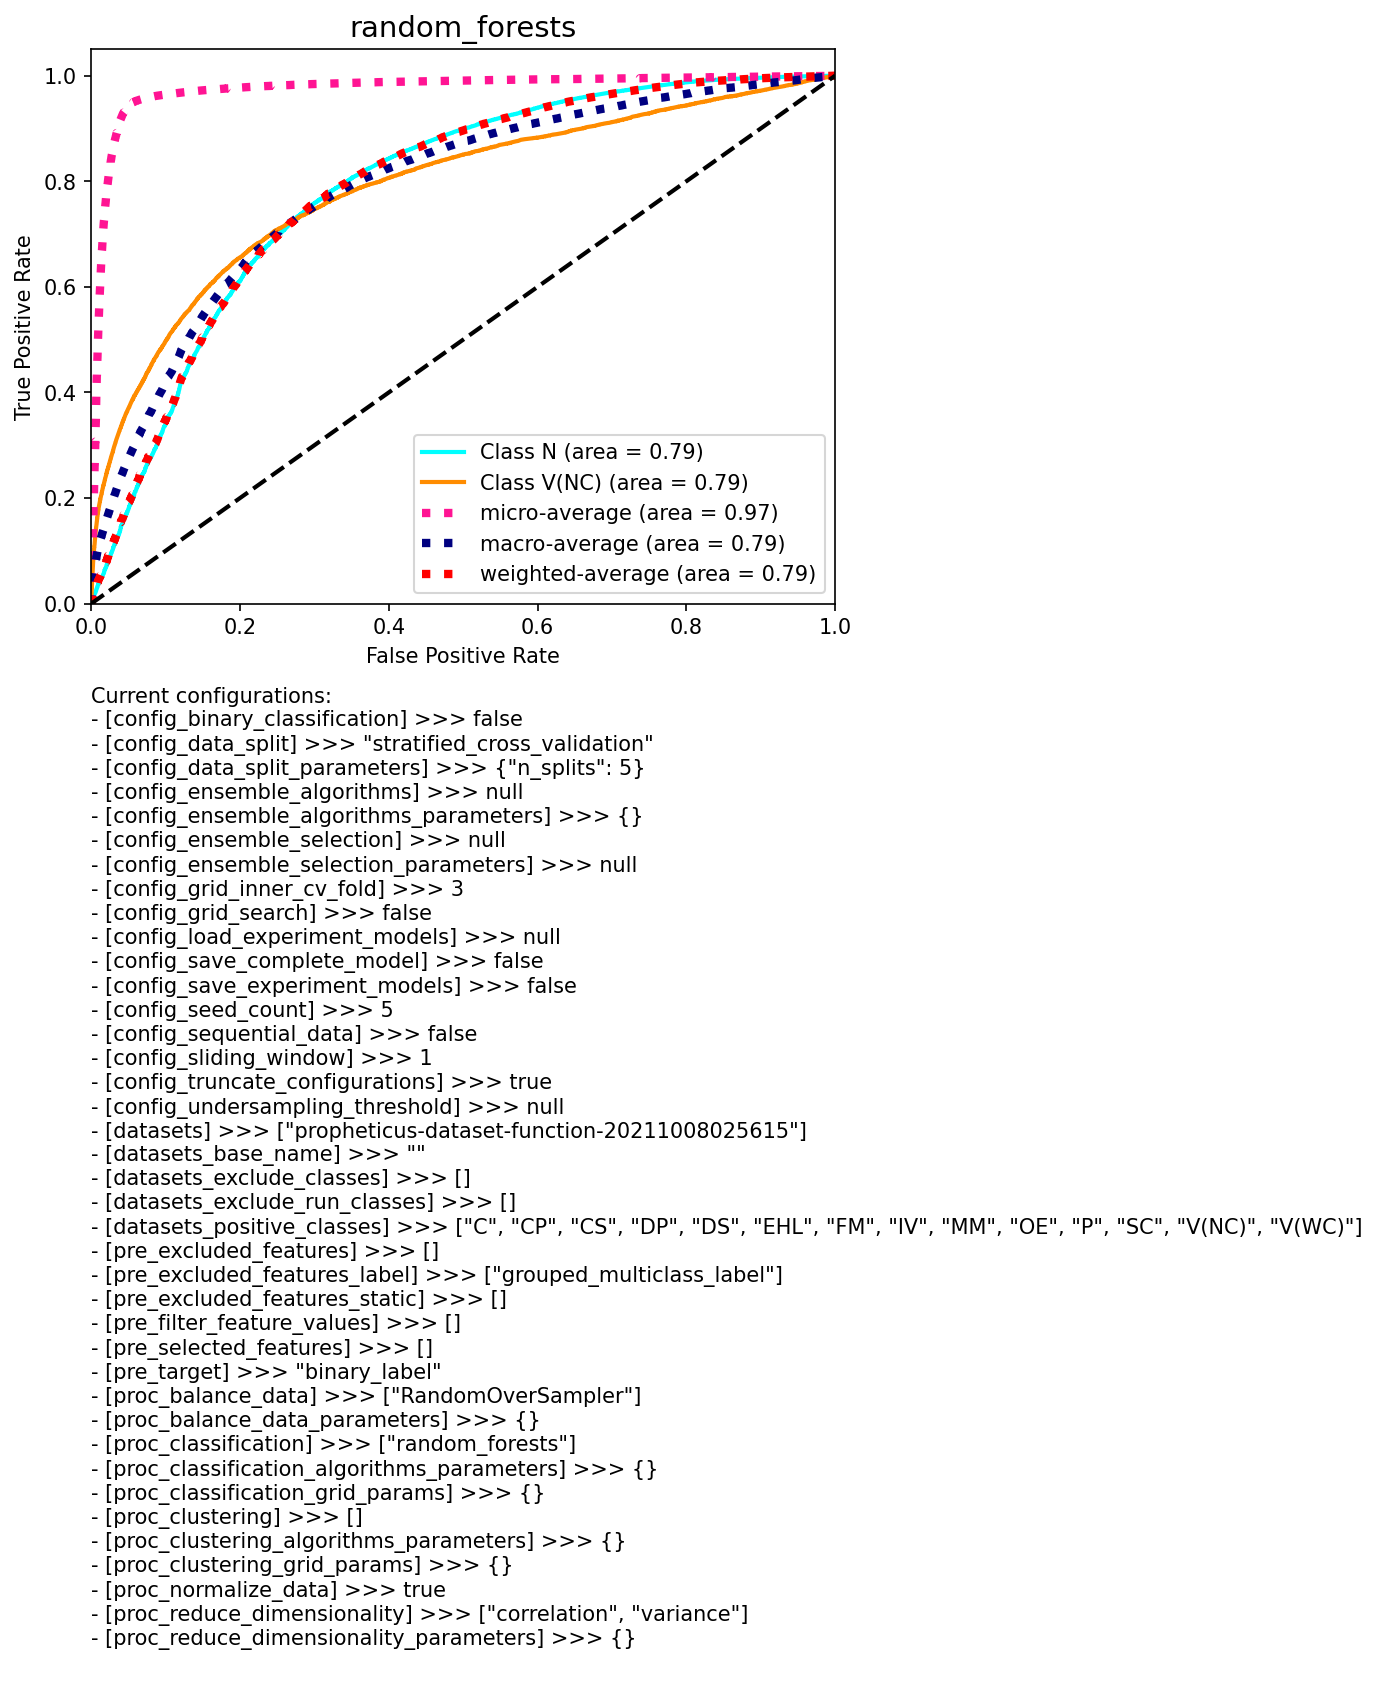 random_forests
1.0
0.8
0.6
0.4
0.2
0.0
True Positive Rate
Class N (area = 0.79)
Class V(NC) (area = 0.79)
micro-average (area = 0.97)
macro-average (area = 0.79)
weighted-average (area = 0.79)
0.0 0.2 0.4 0.6 0.8 1.0
False Positive Rate
Current configurations:
- [config_binary_classification] >>> false
- [config_data_split] >>> "stratified_cross_validation"
- [config_data_split_parameters] >>> {"n_splits": 5}
- [config_ensemble_algorithms] >>> null
- [config_ensemble_algorithms_parameters] >>> {}
- [config_ensemble_selection] >>> null
- [config_ensemble_selection_parameters] >>> null
- [config_grid_inner_cv_fold] >>> 3
- [config_grid_search] >>> false
- [config_load_experiment_models] >>> null
- [config_save_complete_model] >>> false
- [config_save_experiment_models] >>> false
- [config_seed_count] >>> 5
- [config_sequential_data] >>> false
- [config_sliding_window] >>> 1
- [config_truncate_configurations] >>> true
- [config_undersampling_threshold] >>> null
- [datasets] >>> ["propheticus-dataset-function-20211008025615"]
- [datasets_base_name] >>> ""
- [datasets_exclude_classes] >>> []
- [datasets_exclude_run_classes] >>> []
- [datasets_positive_classes] >>> ["C", "CP", "CS", "DP", "DS", "EHL", "FM", "IV", "MM", "OE", "P", "SC", "V(NC)", "V(WC)"]
- [pre_excluded_features] >>> []
- [pre_excluded_features_label] >>> ["grouped_multiclass_label"]
- [pre_excluded_features_static] >>> []
- [pre_filter_feature_values] >>> []
- [pre_selected_features] >>> []
- [pre_target] >>> "binary_label"
- [proc_balance_data] >>> ["RandomOverSampler"]
- [proc_balance_data_parameters] >>> {}
- [proc_classification] >>> ["random_forests"]
- [proc_classification_algorithms_parameters] >>> {}
- [proc_classification_grid_params] >>> {}
- [proc_clustering] >>> []
- [proc_clustering_algorithms_parameters] >>> {}
- [proc_clustering_grid_params] >>> {}
- [proc_normalize_data] >>> true
- [proc_reduce_dimensionality] >>> ["correlation", "variance"]
- [proc_reduce_dimensionality_parameters] >>> {}